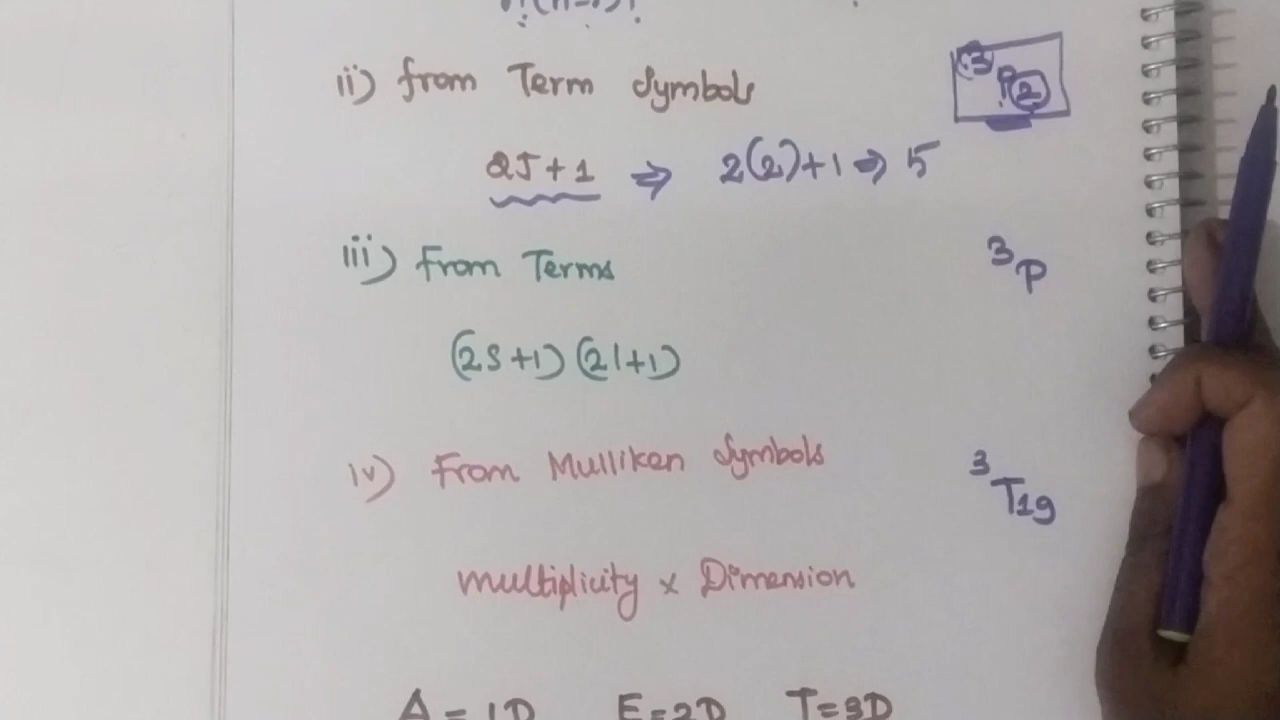 ii) from Term Symbols ³P₂
2J+1 ⇒ 2(2)+1 ⇒ 5
iii) From Terms ³P
(2S+1) (2l+1)
iv) From Mulliken Symbols ³T₁g
multiplicity × Dimension
A = 1D E=2D T=3D